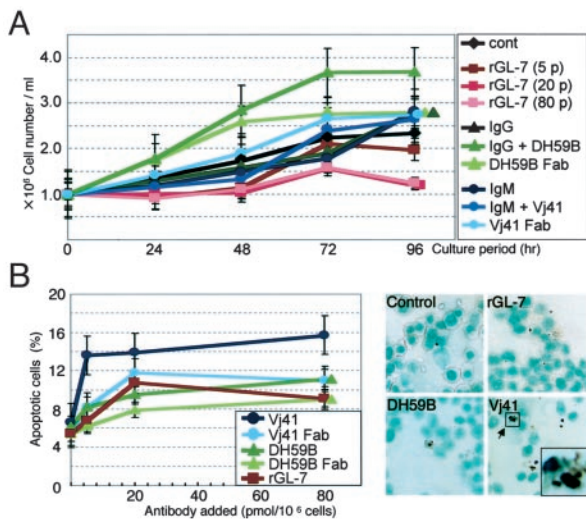 A
×10⁶ Cell number / ml
4.0
3.0
2.0
1.0
0
24
48
72
96
Culture period (hr)
cont
rGL-7 (5 p)
rGL-7 (20 p)
rGL-7 (80 p)
IgG
IgG + DH59B
DH59B Fab
IgM
IgM + Vj41
Vj41 Fab
B
Apoptotic cells (%)
20
16
12
8
4
0
0
20
40
60
80
Antibody added (pmol/10⁶ cells)
Vj41
Vj41 Fab
DH59B
DH59B Fab
rGL-7
Control
rGL-7
DH59B
Vj41